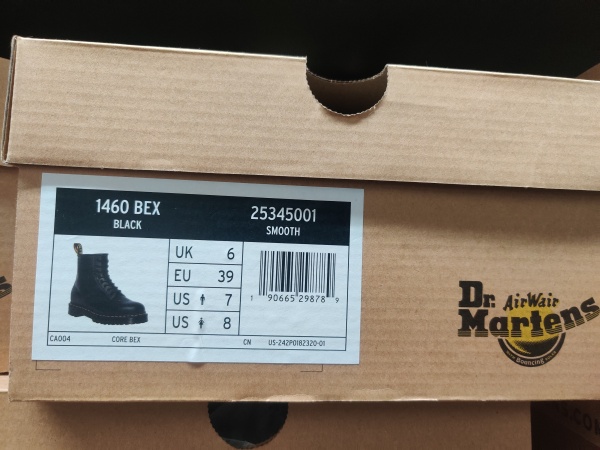 1460 BEX
BLACK
25345001
SMOOTH
UK 6
EU 39
US 7
US 8
1 90665 29878 9
CA004
CORE BEX
CN
US-242P0182320-01
Dr. AirWair
Martens
Bouncing